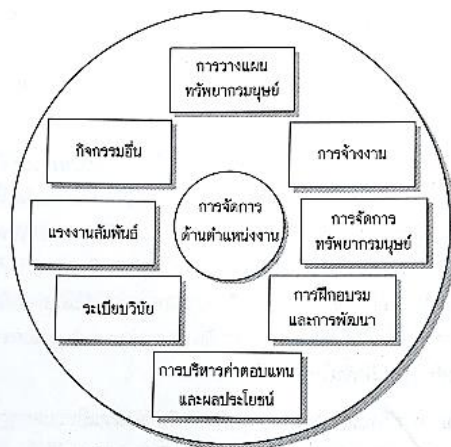 การวางแผน
ทรัพยากรมนุษย์
กิจกรรมอื่น
การจ้างงาน
แรงงานสัมพันธ์
การจัดการ
ด้านตำแหน่งงาน
การจัดการ
ทรัพยากรมนุษย์
ระเบียบวินัย
การฝึกอบรม
และการพัฒนา
การบริหารค่าตอบแทน
และผลประโยชน์